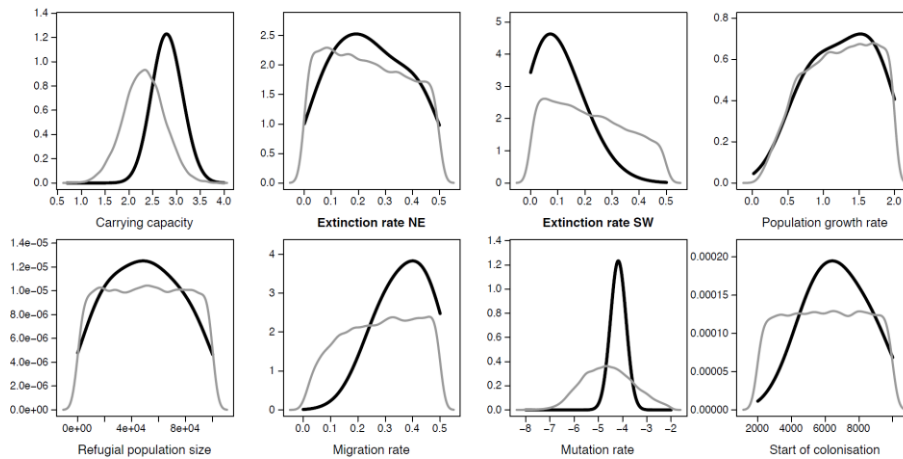 1.4
1.2
1.0
0.8
0.6
0.4
0.2
0.0
0.5 1.0 1.5 2.0 2.5 3.0 3.5 4.0
Carrying capacity
2.5
2.0
1.5
1.0
0.5
0.0
0.0 0.1 0.2 0.3 0.4 0.5
Extinction rate NE
5
4
3
2
1
0
0.0 0.1 0.2 0.3 0.4 0.5
Extinction rate SW
0.8
0.6
0.4
0.2
0.0
0.0 0.5 1.0 1.5 2.0
Population growth rate
1.4e-05
1.2e-05
1.0e-05
8.0e-06
6.0e-06
4.0e-06
2.0e-06
0.0e+00
0e+00 4e+04 8e+04
Refugial population size
4
3
2
1
0
0.0 0.1 0.2 0.3 0.4 0.5
Migration rate
1.4
1.2
1.0
0.8
0.6
0.4
0.2
0.0
−8 −7 −6 −5 −4 −3 −2
Mutation rate
0.00020
0.00015
0.00010
0.00005
0.00000
2000 4000 6000 8000
Start of colonisation